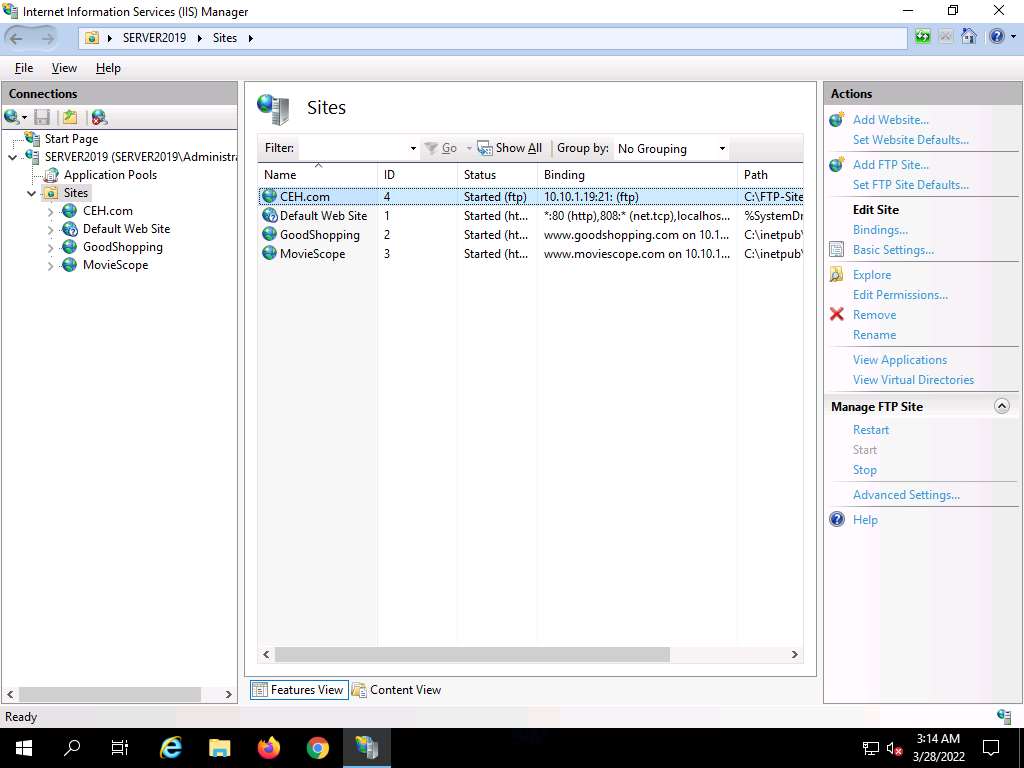 Internet Information Services (IIS) Manager
SERVER2019 Sites
File View Help
Connections
Start Page
SERVER2019 (SERVER2019\Administra
Application Pools
Sites
CEH.com
Default Web Site
GoodShopping
MovieScope
Sites
Filter: Go Show All Group by: No Grouping
Name ID Status Binding Path
CEH.com 4 Started (ftp) 10.10.1.19:21: (ftp) C:\FTP-Site
Default Web Site 1 Started (ht... *:80 (http),808:* (net.tcp),localhos... %SystemDr
GoodShopping 2 Started (ht... www.goodshopping.com on 10.1... C:\inetpub\
MovieScope 3 Started (ht... www.moviescope.com on 10.10.1... C:\inetpub\
Features View Content View
Actions
Add Website...
Set Website Defaults...
Add FTP Site...
Set FTP Site Defaults...
Edit Site
Bindings...
Basic Settings...
Explore
Edit Permissions...
Remove
Rename
View Applications
View Virtual Directories
Manage FTP Site
Restart
Start
Stop
Advanced Settings...
Help
Ready
3:14 AM
3/28/2022